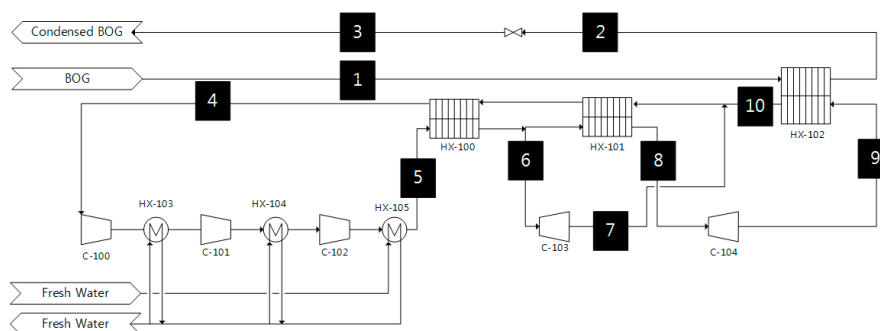 Condensed BOG
3
2
BOG
1
4
10
HX-100
HX-101
HX-102
5
6
8
9
HX-103
HX-104
HX-105
7
C-100
C-101
C-102
C-103
C-104
Fresh Water
Fresh Water